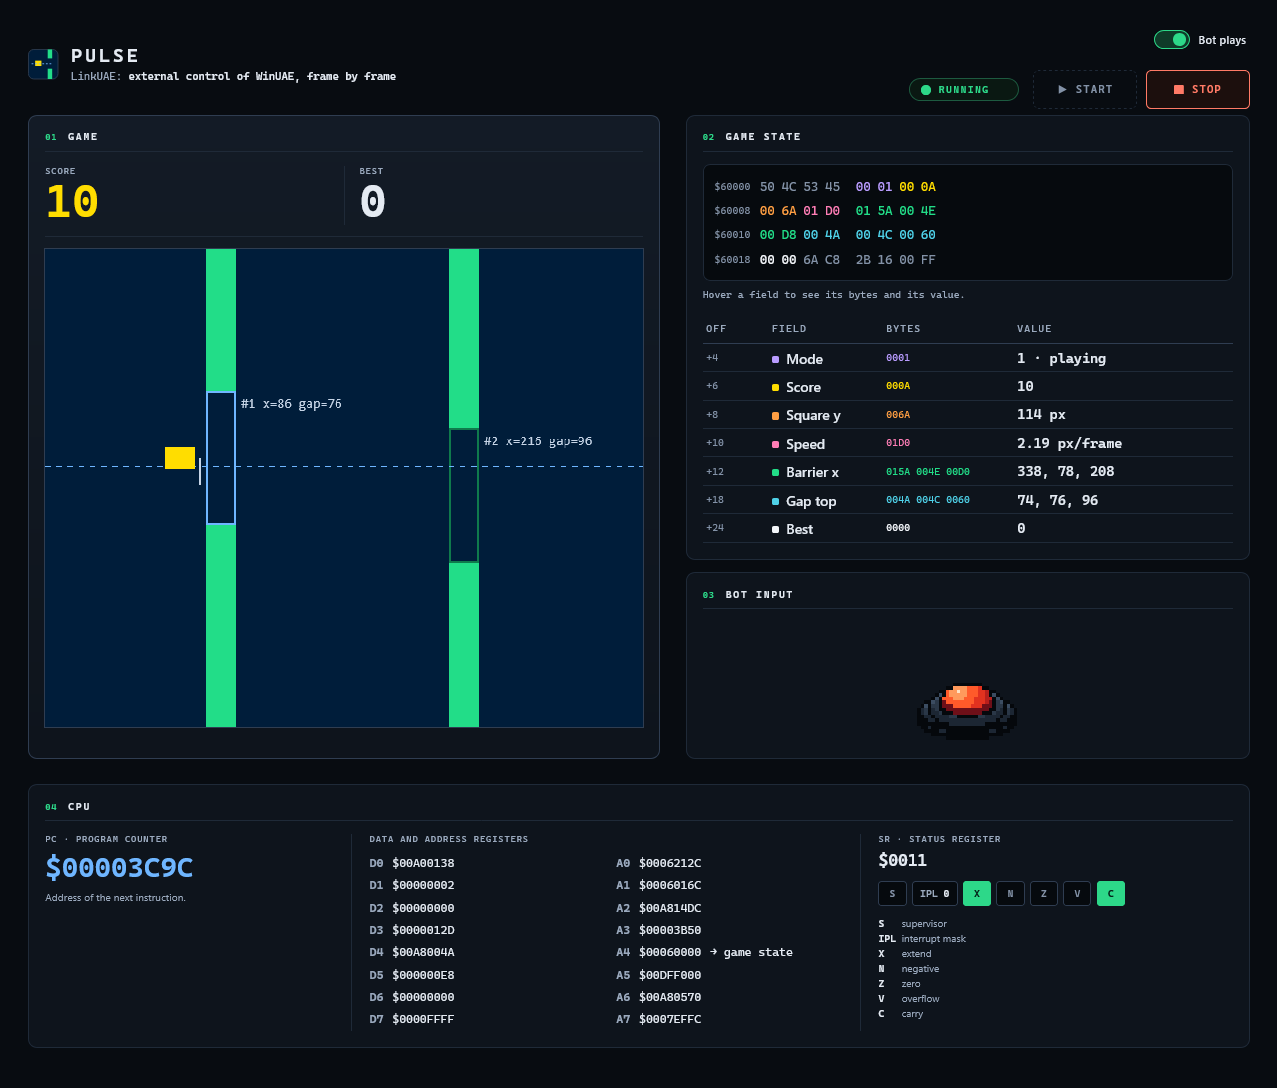 PULSE
LinkUAE: external control of WinUAE, frame by frame
Bot plays
RUNNING
START
STOP
01 GAME
SCORE
10
BEST
0
#1 x=86 gap=76
#2 x=216 gap=96
02 GAME STATE
$60000 50 4C 53 45 00 01 00 0A
$60008 00 6A 01 D0 01 5A 00 4E
$60010 00 D8 00 4A 00 4C 00 60
$60018 00 00 6A C8 2B 16 00 FF
Hover a field to see its bytes and its value.
OFF FIELD BYTES VALUE
+4 Mode 0001 1 · playing
+6 Score 000A 10
+8 Square y 006A 114 px
+10 Speed 01D0 2.19 px/frame
+12 Barrier x 015A 004E 00D0 338, 78, 208
+18 Gap top 004A 004C 0060 74, 76, 96
+24 Best 0000 0
03 BOT INPUT
04 CPU
PC · PROGRAM COUNTER
$00003C9C
Address of the next instruction.
DATA AND ADDRESS REGISTERS
D0 $00A00138 A0 $0006212C
D1 $00000002 A1 $0006016C
D2 $00000000 A2 $00A814DC
D3 $0000012D A3 $00003B50
D4 $00A8004A A4 $00060000 → game state
D5 $000000E8 A5 $00DFF000
D6 $00000000 A6 $00A80570
D7 $0000FFFF A7 $0007EFFC
SR · STATUS REGISTER
$0011
S IPL 0 X N Z V C
S supervisor
IPL interrupt mask
X extend
N negative
Z zero
V overflow
C carry